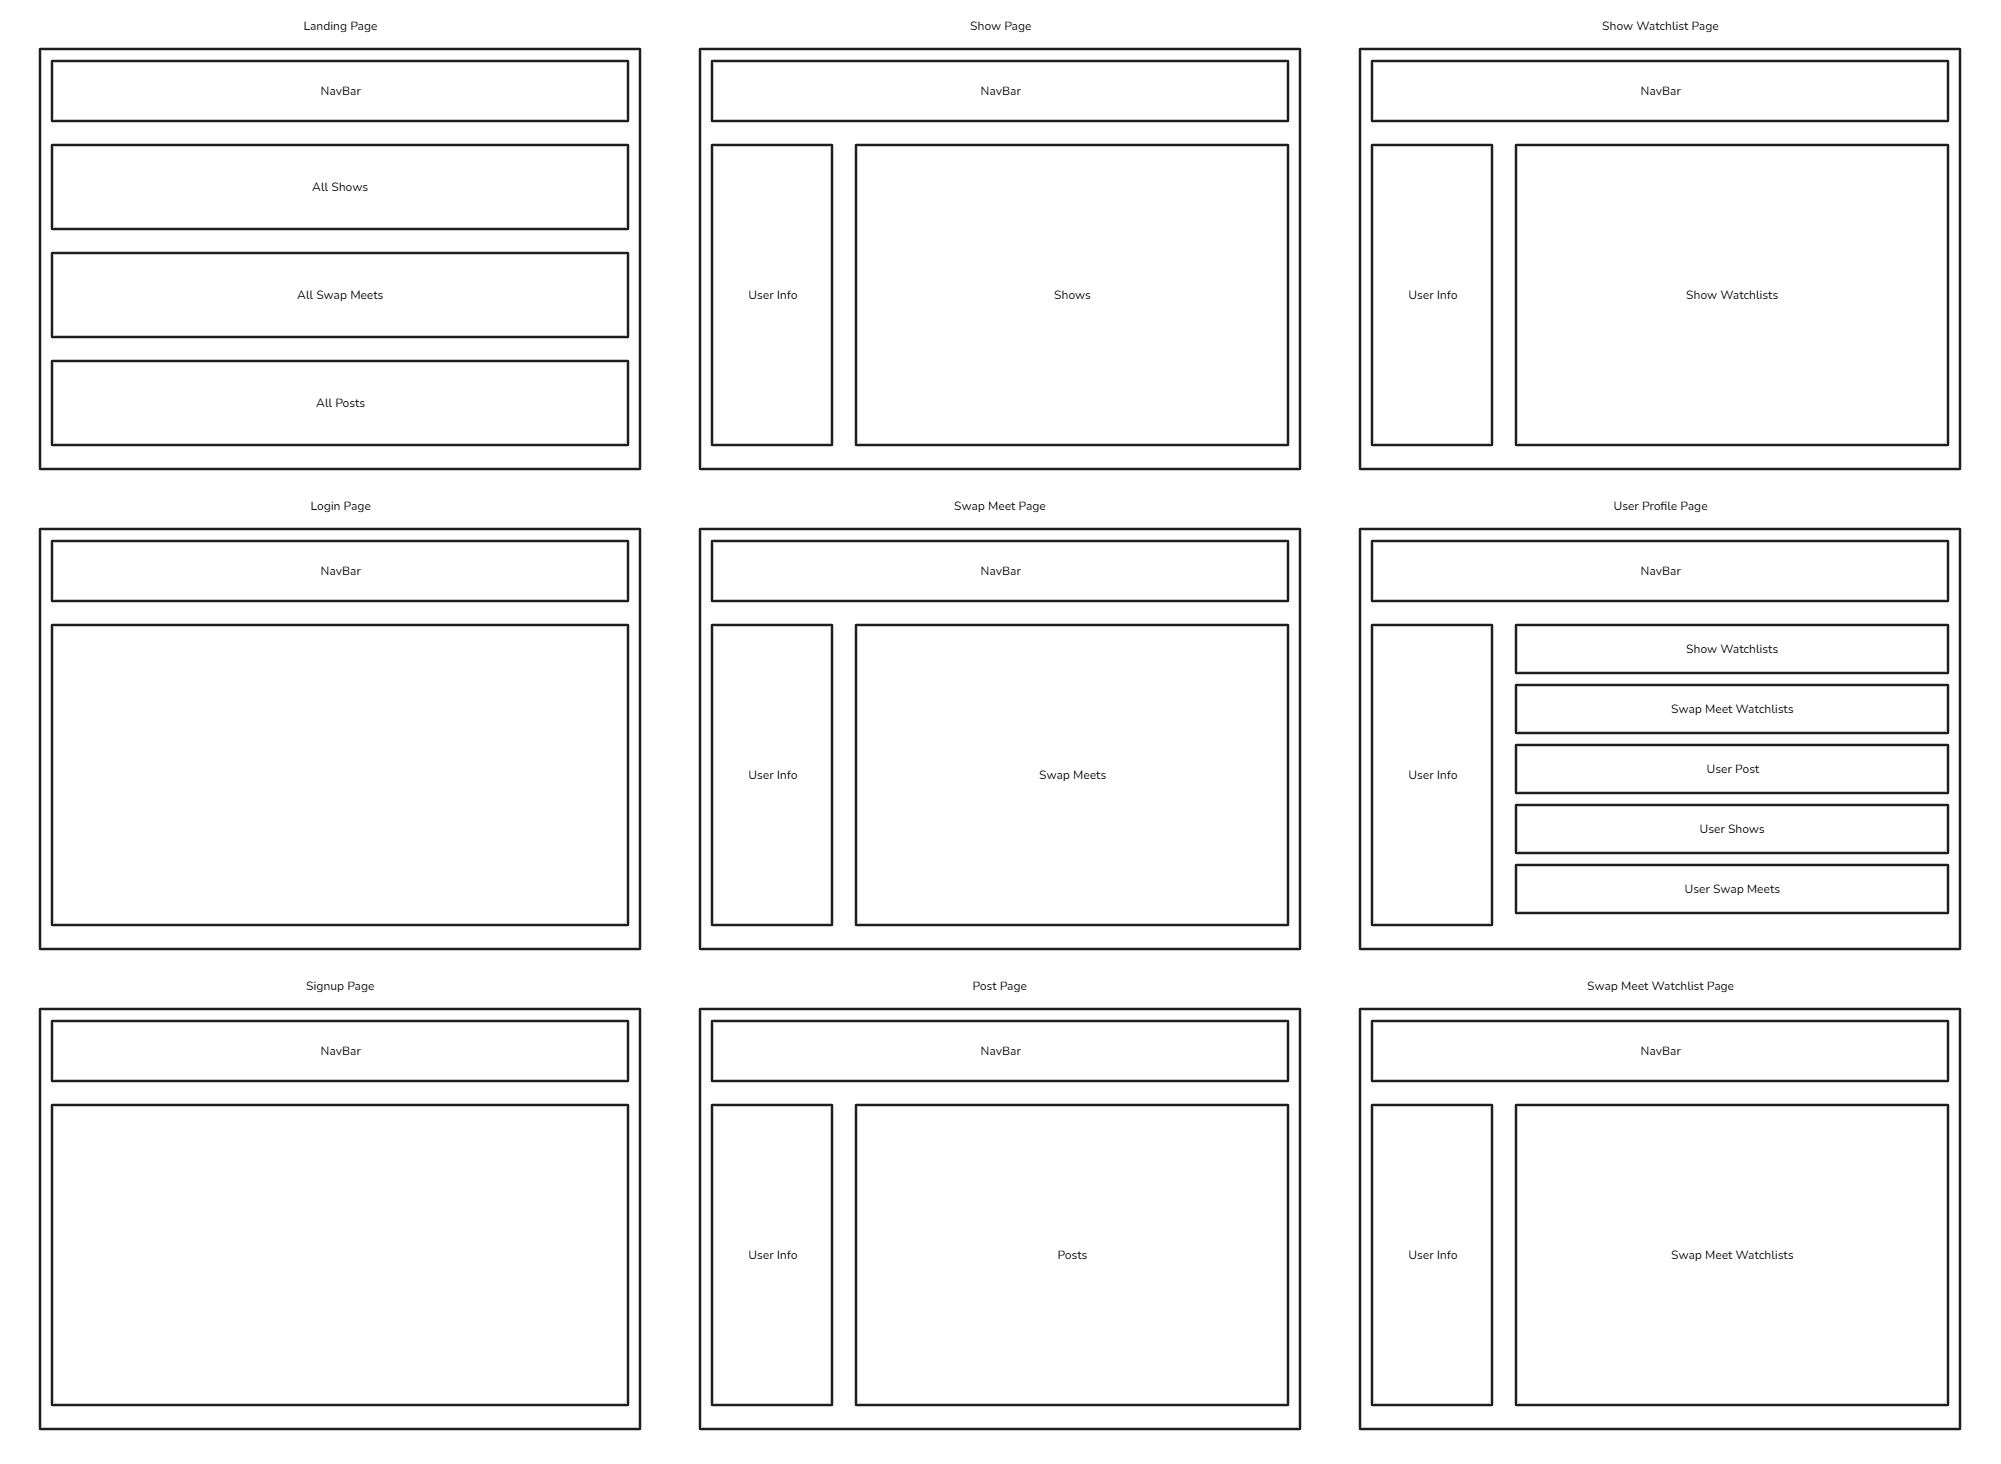 Landing Page
NavBar
All Shows
All Swap Meets
All Posts
Show Page
NavBar
User Info
Shows
Show Watchlist Page
NavBar
User Info
Show Watchlists
Login Page
NavBar
Swap Meet Page
NavBar
User Info
Swap Meets
User Profile Page
NavBar
User Info
Show Watchlists
Swap Meet Watchlists
User Post
User Shows
User Swap Meets
Signup Page
NavBar
Post Page
NavBar
User Info
Posts
Swap Meet Watchlist Page
NavBar
User Info
Swap Meet Watchlists